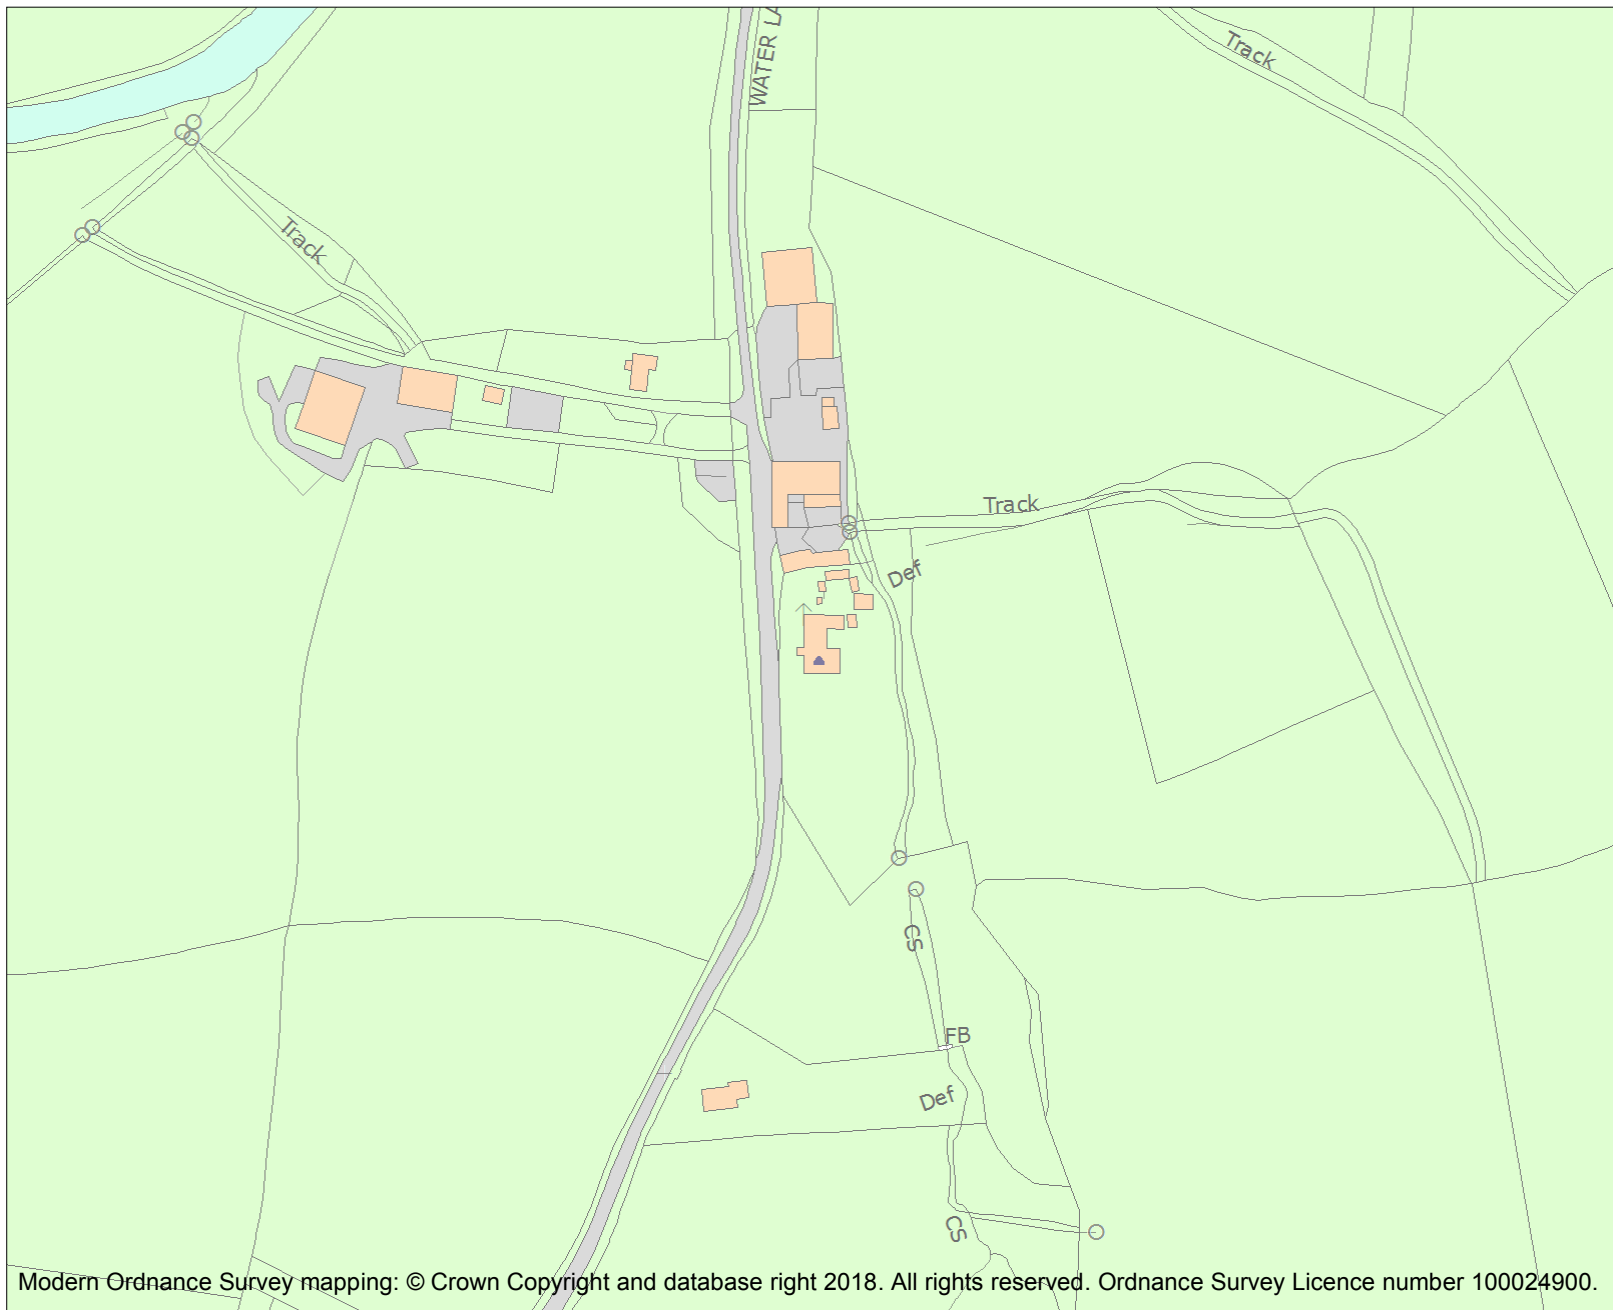 WATER LA
Track
Track
Track
Def
CS
FB
Def
CS
Modern Ordnance Survey mapping: © Crown Copyright and database right 2018. All rights reserved. Ordnance Survey Licence number 100024900.